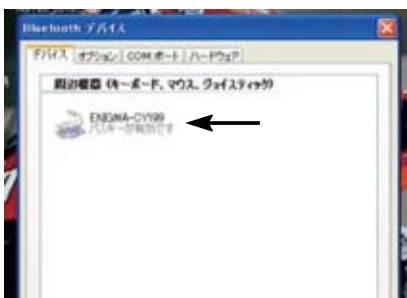 Bluetooth デバイス
デバイス オプション COM ポート ハードウェア
周辺機器 (キーボード、マウス、ジョイスティック)
ENIGMA-CY199
パスキーが有効です